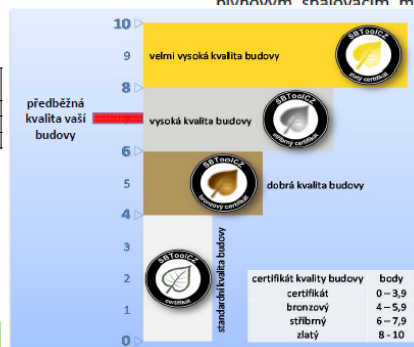 plynovým spalovacím m
10
9
velmi vysoká kvalita budovy
SBToolCZ
zlatý certifikát
8
předběžná
kvalita vaší
budovy
vysoká kvalita budovy
SBToolCZ
stříbrný certifikát
6
5
SBToolCZ
bronzový certifikát
dobrá kvalita budovy
4
3
standardní kvalita budovy
SBToolCZ
certifikát
2
1
0
certifikát kvality budovy body
certifikát 0 – 3,9
bronzový 4 – 5,9
stříbrný 6 – 7,9
zlatý 8 - 10